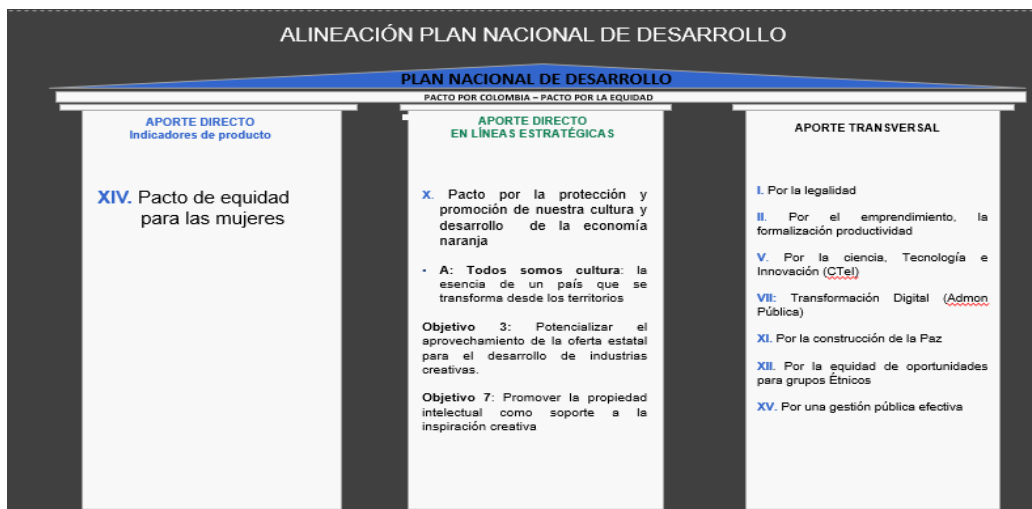 ALINEACIÓN PLAN NACIONAL DE DESARROLLO
PLAN NACIONAL DE DESARROLLO
PACTO POR COLOMBIA – PACTO POR LA EQUIDAD
APORTE DIRECTO
Indicadores de producto
XIV. Pacto de equidad
para las mujeres
APORTE DIRECTO
EN LÍNEAS ESTRATÉGICAS
X. Pacto por la protección y
promoción de nuestra cultura y
desarrollo de la economía
naranja
• A: Todos somos cultura: la
esencia de un país que se
transforma desde los territorios
Objetivo 3: Potencializar el
aprovechamiento de la oferta estatal
para el desarrollo de industrias
creativas.
Objetivo 7: Promover la propiedad
intelectual como soporte a la
inspiración creativa
APORTE TRANSVERSAL
I. Por la legalidad
II. Por el emprendimiento, la
formalización productividad
V. Por la ciencia, Tecnología e
Innovación (CTeI)
VII: Transformación Digital (Admon
Pública)
XI. Por la construcción de la Paz
XII. Por la equidad de oportunidades
para grupos Étnicos
XV. Por una gestión pública efectiva